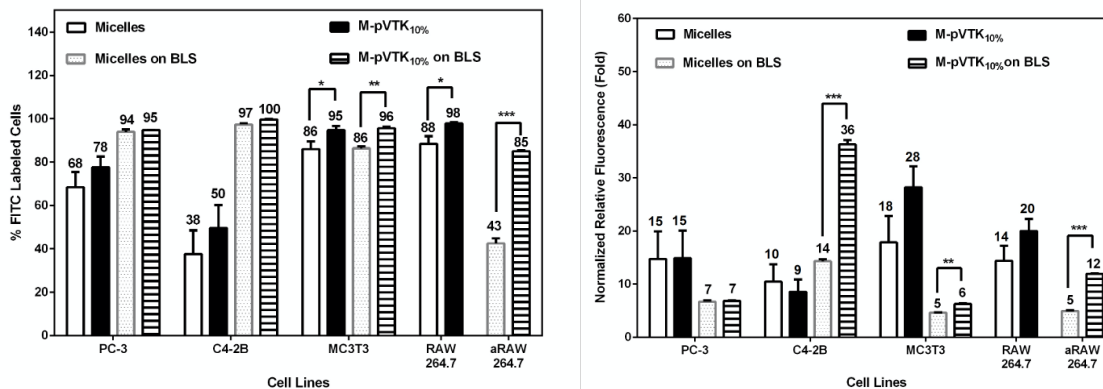 Micelles
M-pVTK10%
Micelles on BLS
M-pVTK10% on BLS
% FITC Labeled Cells
140
120
100
80
60
40
20
0
68
78
94
95
38
50
97
100
*
**
86
95
86
96
*
88
98
***
43
85
PC-3
C4-2B
MC3T3
RAW
264.7
aRAW
264.7
Cell Lines
Micelles
M-pVTK10%
Micelles on BLS
M-pVTK10% on BLS
Normalized Relative Fluorescence (Fold)
60
50
40
30
20
10
0
15
15
7
7
10
9
14
36
***
18
28
5
6
**
14
20
***
5
12
PC-3
C4-2B
MC3T3
RAW
264.7
aRAW
264.7
Cell Lines